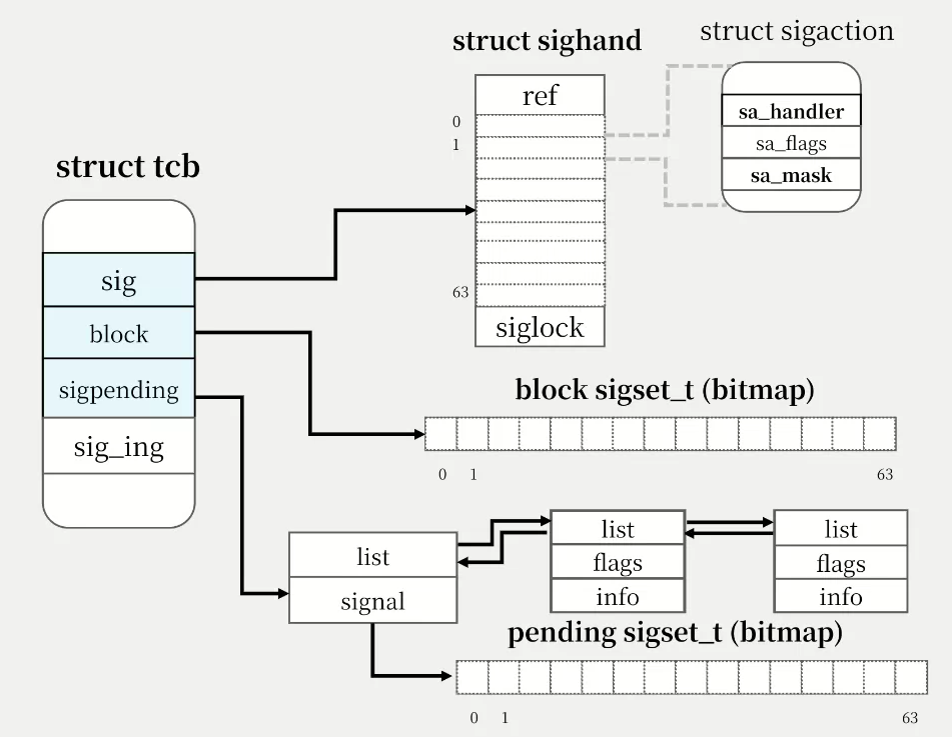 struct sighand
struct sigaction
ref
0
1
63
siglock
sa_handler
sa_flags
sa_mask
struct tcb
sig
block
sigpending
sig_ing
block sigset_t (bitmap)
0 1 63
list
signal
list
flags
info
list
flags
info
pending sigset_t (bitmap)
0 1 63